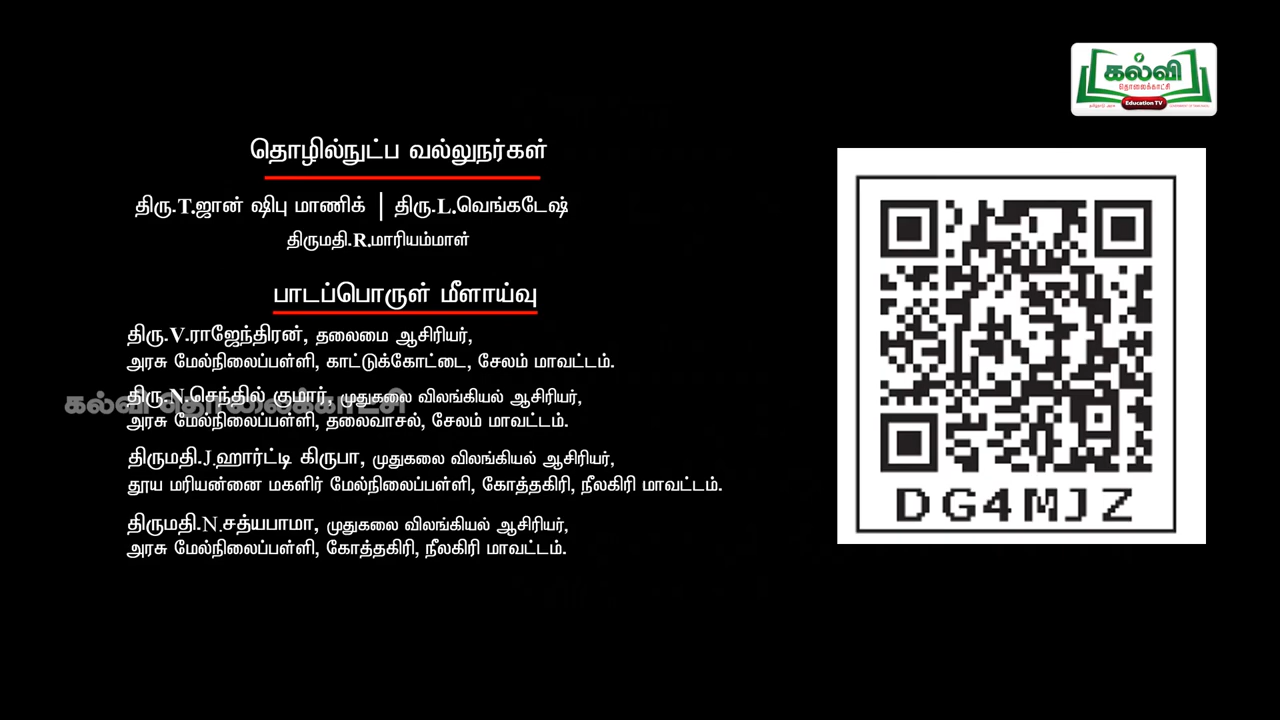 கல்வி
தொலைக்காட்சி
Education TV
தொழில்நுட்ப வல்லுநர்கள்
திரு.T.ஜான் ஷிபு மாணிக் | திரு.L.வெங்கடேஷ்
திருமதி.R.மாரியம்மாள்
பாடப்பொருள் மீளாய்வு
திரு.V.ராஜேந்திரன், தலைமை ஆசிரியர்,
அரசு மேல்நிலைப்பள்ளி, காட்டுக்கோட்டை, சேலம் மாவட்டம்.
திரு.N.செந்தில் குமார், முதுகலை விலங்கியல் ஆசிரியர்,
கல்வி தொலைக்காட்சி
அரசு மேல்நிலைப்பள்ளி, தலைவாசல், சேலம் மாவட்டம்.
திருமதி.J.ஹார்ட்டி கிருபா, முதுகலை விலங்கியல் ஆசிரியர்,
தூய மரியன்னை மகளிர் மேல்நிலைப்பள்ளி, கோத்தகிரி, நீலகிரி மாவட்டம்.
திருமதி.N.சத்யபாமா, முதுகலை விலங்கியல் ஆசிரியர்,
அரசு மேல்நிலைப்பள்ளி, கோத்தகிரி, நீலகிரி மாவட்டம்.
DG4MJZ